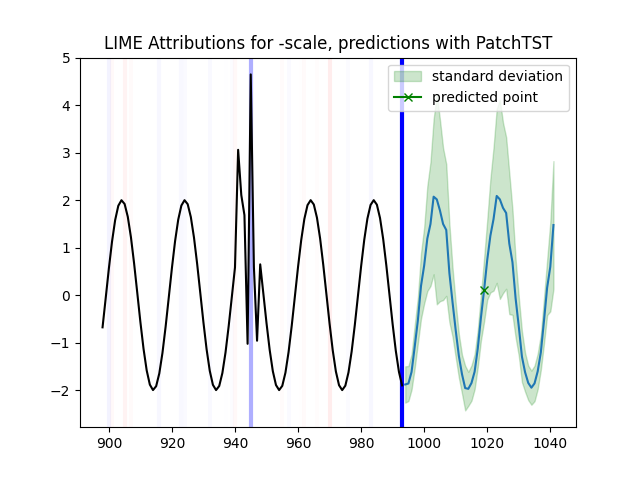 LIME Attributions for -scale, predictions with PatchTST
5
4
3
2
1
0
−1
−2
standard deviation
predicted point
900 920 940 960 980 1000 1020 1040